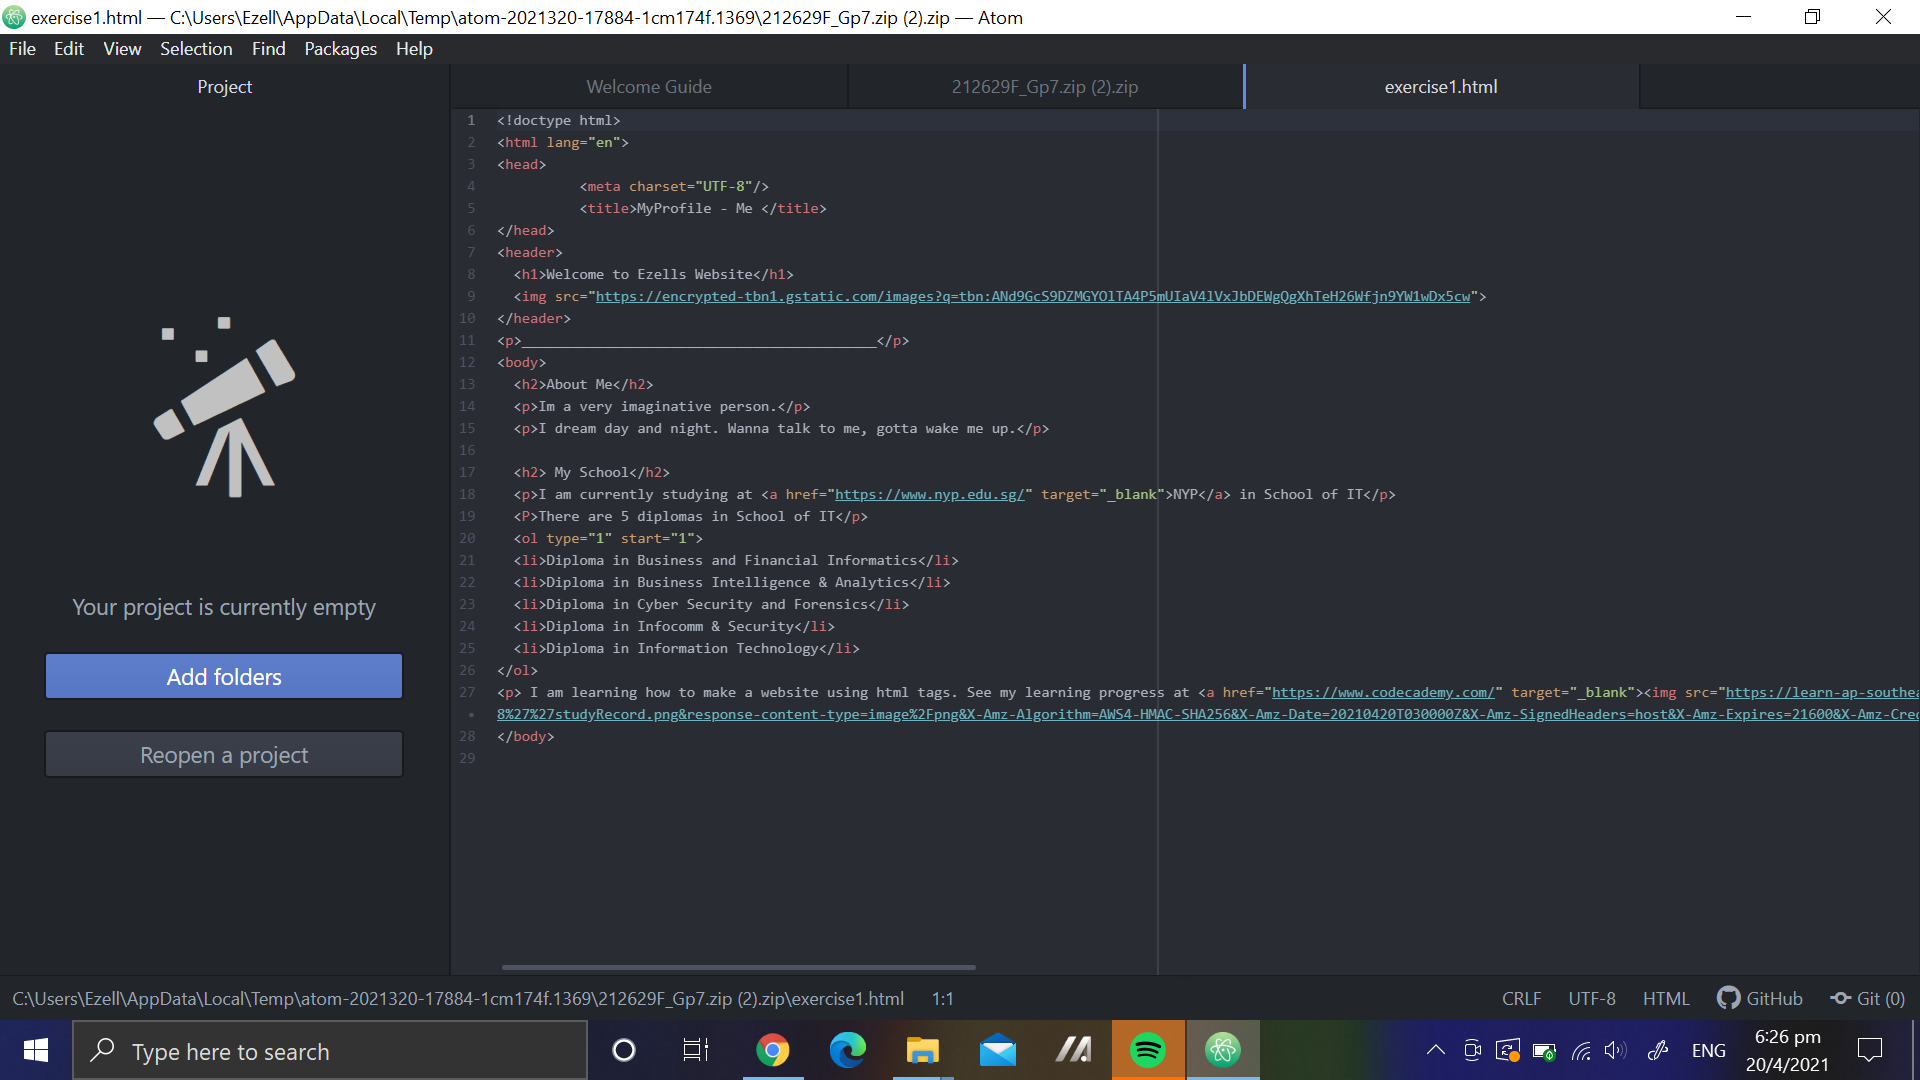 exercise1.html — C:\Users\Ezell\AppData\Local\Temp\atom-2021320-17884-1cm174f.1369\212629F_Gp7.zip (2).zip — Atom
File Edit View Selection Find Packages Help
Project
Welcome Guide
212629F_Gp7.zip (2).zip
exercise1.html
1 <!doctype html>
2 <html lang="en">
3 <head>
4 <meta charset="UTF-8"/>
5 <title>MyProfile - Me </title>
6 </head>
7 <header>
8 <h1>Welcome to Ezells Website</h1>
9 <img src="https://encrypted-tbn1.gstatic.com/images?q=tbn:ANd9GcS9DZMGYOlTA4P5mUIaV4lVxJbDEWgQgXhTeH26Wfjn9YW1wDx5cw">
10 </header>
11 <p>___________________________________________</p>
12 <body>
13 <h2>About Me</h2>
14 <p>Im a very imaginative person.</p>
15 <p>I dream day and night. Wanna talk to me, gotta wake me up.</p>
16
17 <h2> My School</h2>
18 <p>I am currently studying at <a href="https://www.nyp.edu.sg/" target="_blank">NYP</a> in School of IT</p>
19 <P>There are 5 diplomas in School of IT</p>
20 <ol type="1" start="1">
21 <li>Diploma in Business and Financial Informatics</li>
22 <li>Diploma in Business Intelligence & Analytics</li>
23 <li>Diploma in Cyber Security and Forensics</li>
24 <li>Diploma in Infocomm & Security</li>
25 <li>Diploma in Information Technology</li>
26 </ol>
27 <p> I am learning how to make a website using html tags. See my learning progress at <a href="https://www.codecademy.com/" target="_blank"><img src="https://learn-ap-southea
• 8%27%27studyRecord.png&response-content-type=image%2Fpng&X-Amz-Algorithm=AWS4-HMAC-SHA256&X-Amz-Date=20210420T030000Z&X-Amz-SignedHeaders=host&X-Amz-Expires=21600&X-Amz-Cred
28 </body>
29
Your project is currently empty
Add folders
Reopen a project
C:\Users\Ezell\AppData\Local\Temp\atom-2021320-17884-1cm174f.1369\212629F_Gp7.zip (2).zip\exercise1.html 1:1
CRLF UTF-8 HTML GitHub Git (0)
Type here to search
ENG
6:26 pm
20/4/2021